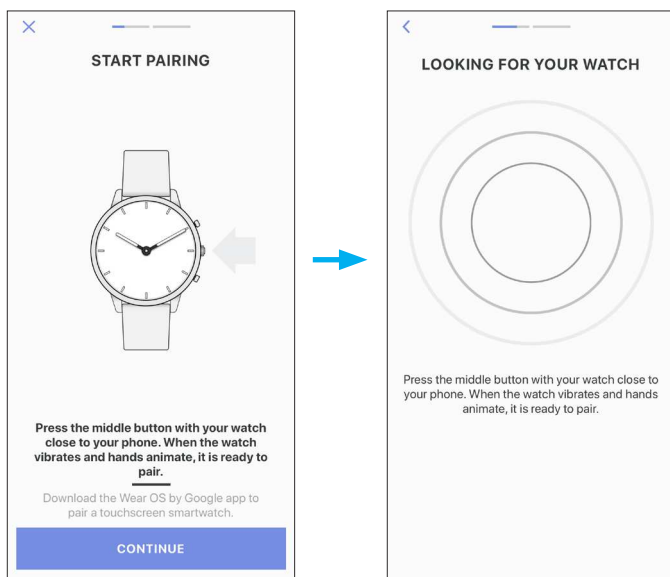 START PAIRING
Press the middle button with your watch
close to your phone. When the watch
vibrates and hands animate, it is ready to
pair.
Download the Wear OS by Google app to
pair a touchscreen smartwatch.
CONTINUE
LOOKING FOR YOUR WATCH
Press the middle button with your watch close to
your phone. When the watch vibrates and hands
animate, it is ready to pair.